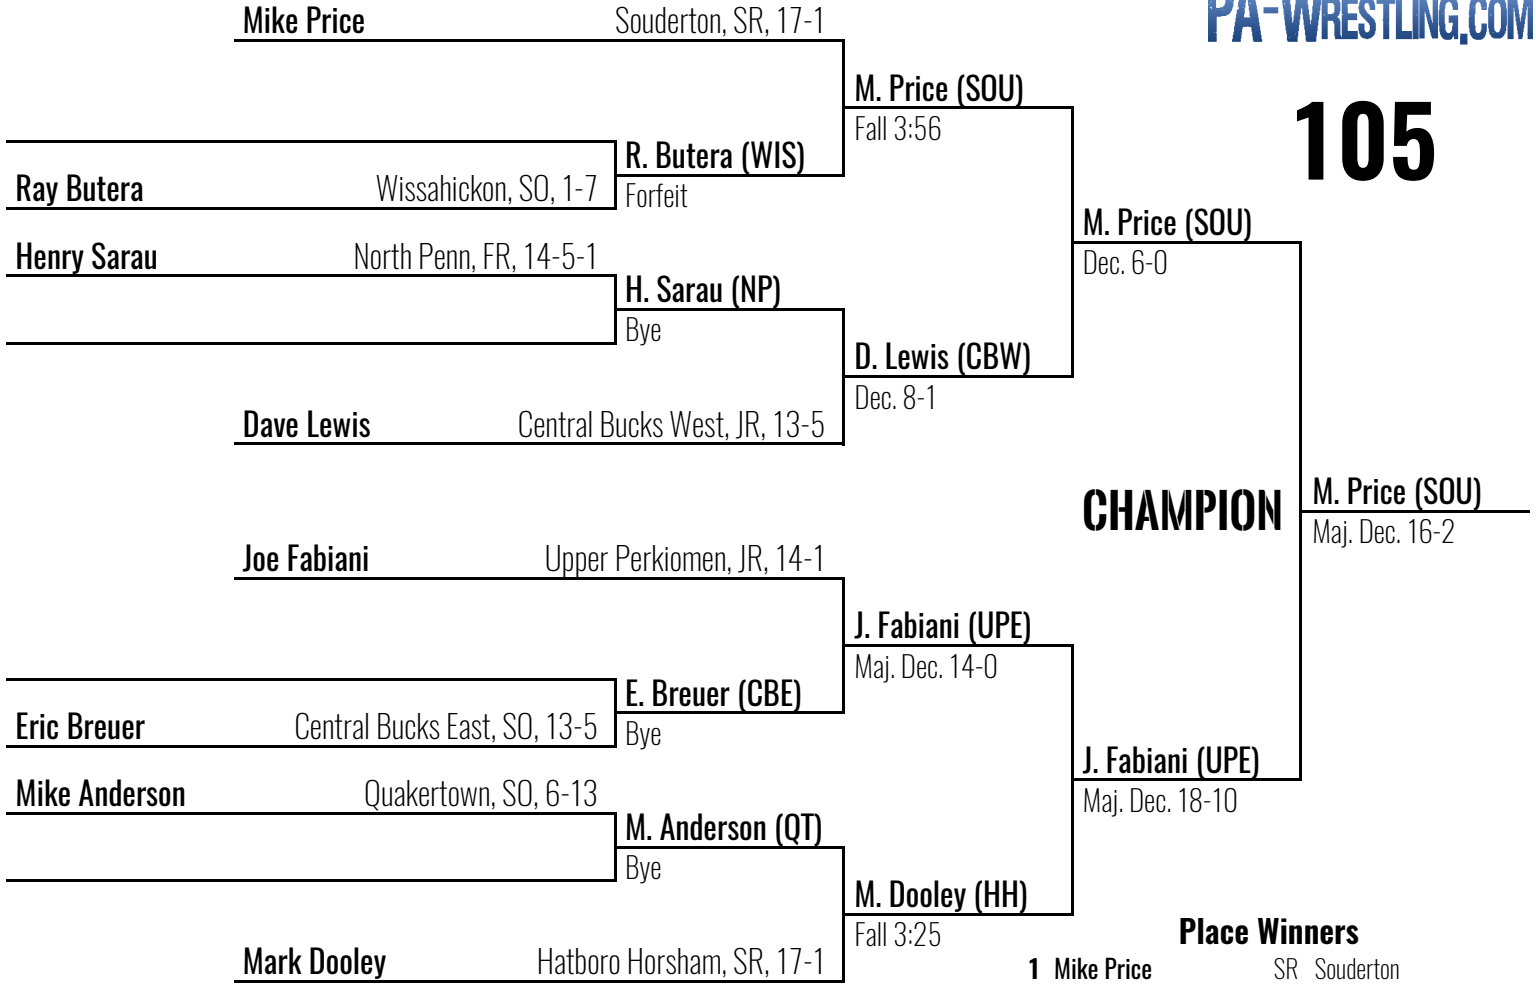 Mike Price Souderton, SR, 17-1
PA-WRESTLING.COM
M. Price (SOU)
Fall 3:56
105
R. Butera (WIS)
Ray Butera Wissahickon, SO, 1-7
Forfeit
M. Price (SOU)
Dec. 6-0
Henry Sarau North Penn, FR, 14-5-1
H. Sarau (NP)
Bye
D. Lewis (CBW)
Dec. 8-1
Dave Lewis Central Bucks West, JR, 13-5
CHAMPION
M. Price (SOU)
Maj. Dec. 16-2
Joe Fabiani Upper Perkiomen, JR, 14-1
J. Fabiani (UPE)
Maj. Dec. 14-0
E. Breuer (CBE)
Eric Breuer Central Bucks East, SO, 13-5
Bye
J. Fabiani (UPE)
Maj. Dec. 18-10
Mike Anderson Quakertown, SO, 6-13
M. Anderson (QT)
Bye
M. Dooley (HH)
Fall 3:25
Mark Dooley Hatboro Horsham, SR, 17-1
Place Winners
1 Mike Price SR Souderton